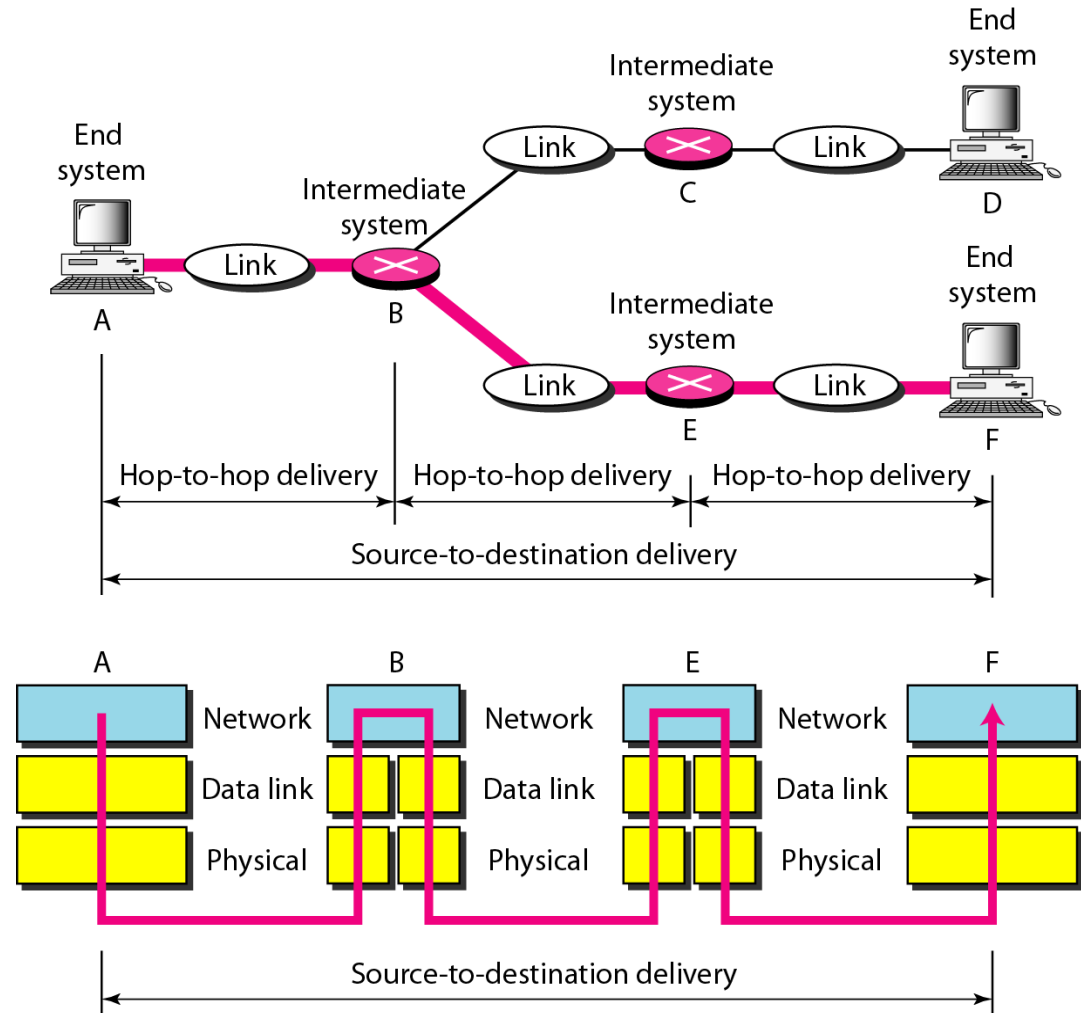 End
system
Intermediate
system
Link
C
Link
D
End
system
A
Link
Intermediate
system
B
Intermediate
system
Link
E
Link
End
system
F
Hop-to-hop delivery
Hop-to-hop delivery
Hop-to-hop delivery
Source-to-destination delivery
A
B
E
F
Network
Network
Network
Data link
Data link
Data link
Physical
Physical
Physical
Source-to-destination delivery